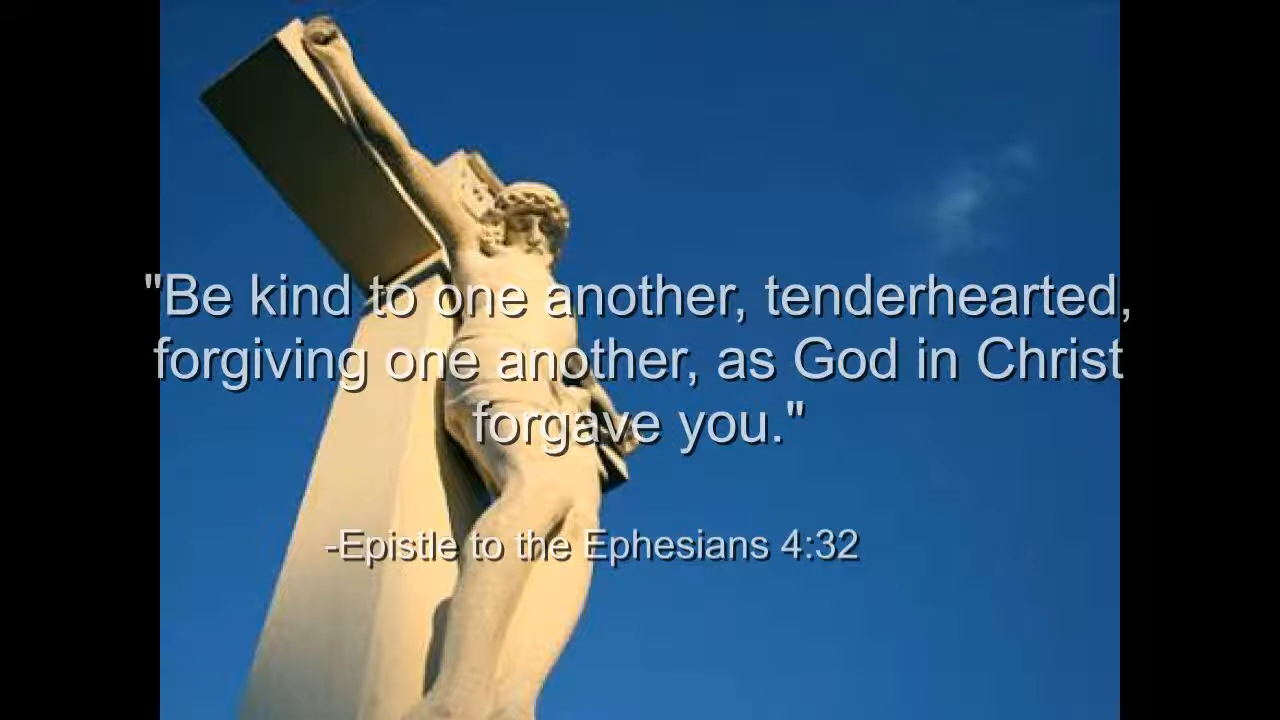 "Be kind to one another, tenderhearted,
forgiving one another, as God in Christ
forgave you."
-Epistle to the Ephesians 4:32